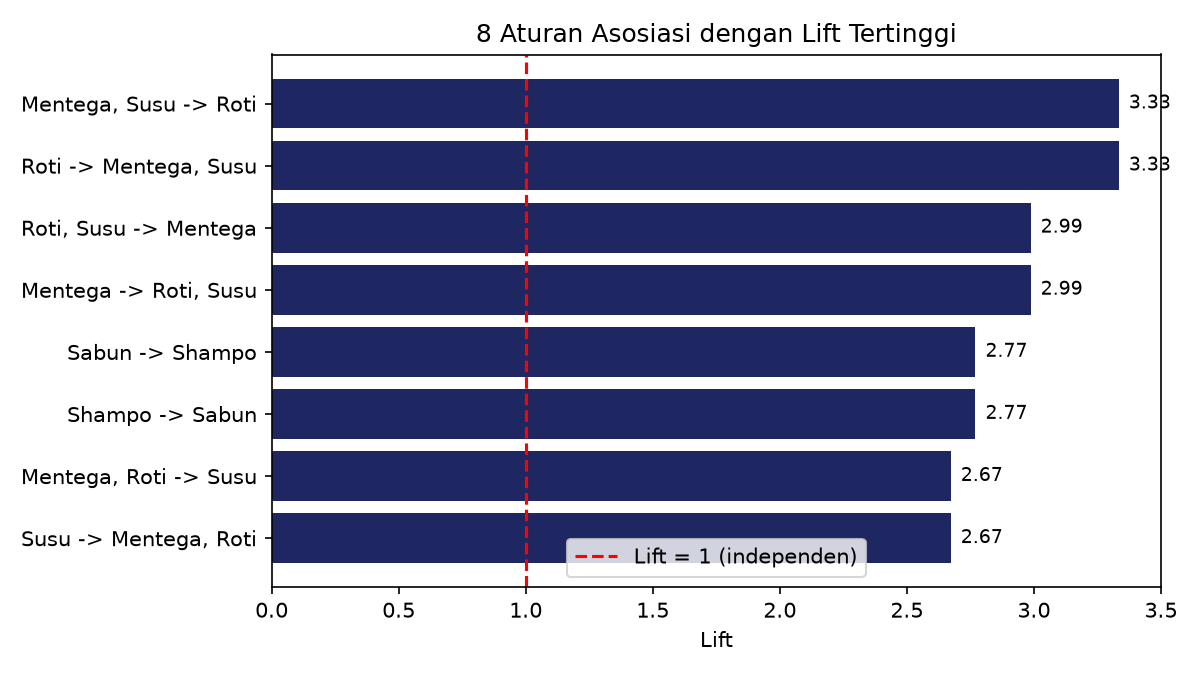 8 Aturan Asosiasi dengan Lift Tertinggi
Mentega, Susu -> Roti
3.33
Roti -> Mentega, Susu
3.33
Roti, Susu -> Mentega
2.99
Mentega -> Roti, Susu
2.99
Sabun -> Shampo
2.77
Shampo -> Sabun
2.77
Mentega, Roti -> Susu
2.67
Susu -> Mentega, Roti
2.67
Lift = 1 (independen)
0.0 0.5 1.0 1.5 2.0 2.5 3.0 3.5
Lift